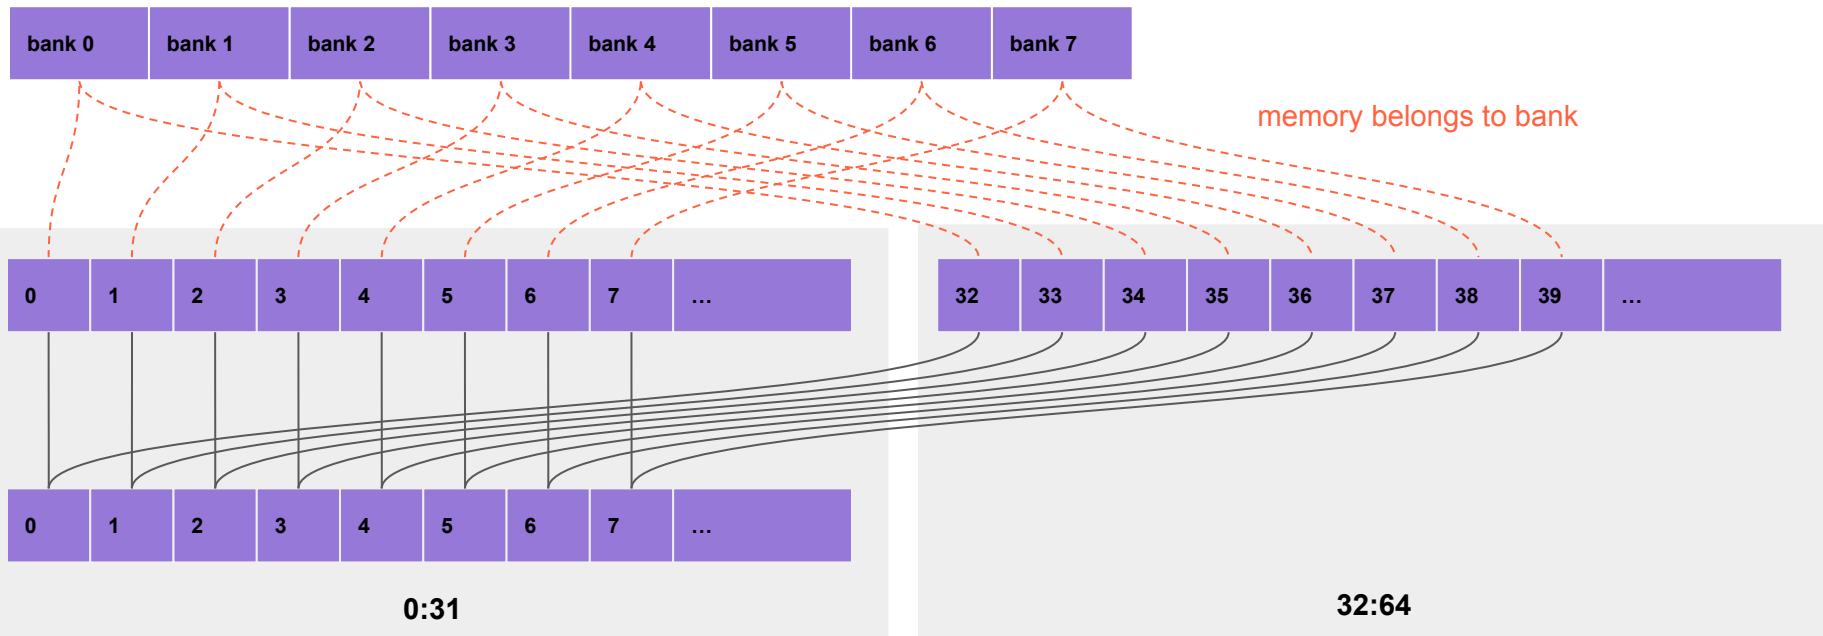 bank 0 bank 1 bank 2 bank 3 bank 4 bank 5 bank 6 bank 7
memory belongs to bank
0 1 2 3 4 5 6 7 ...
32 33 34 35 36 37 38 39 ...
0 1 2 3 4 5 6 7 ...
0:31
32:64